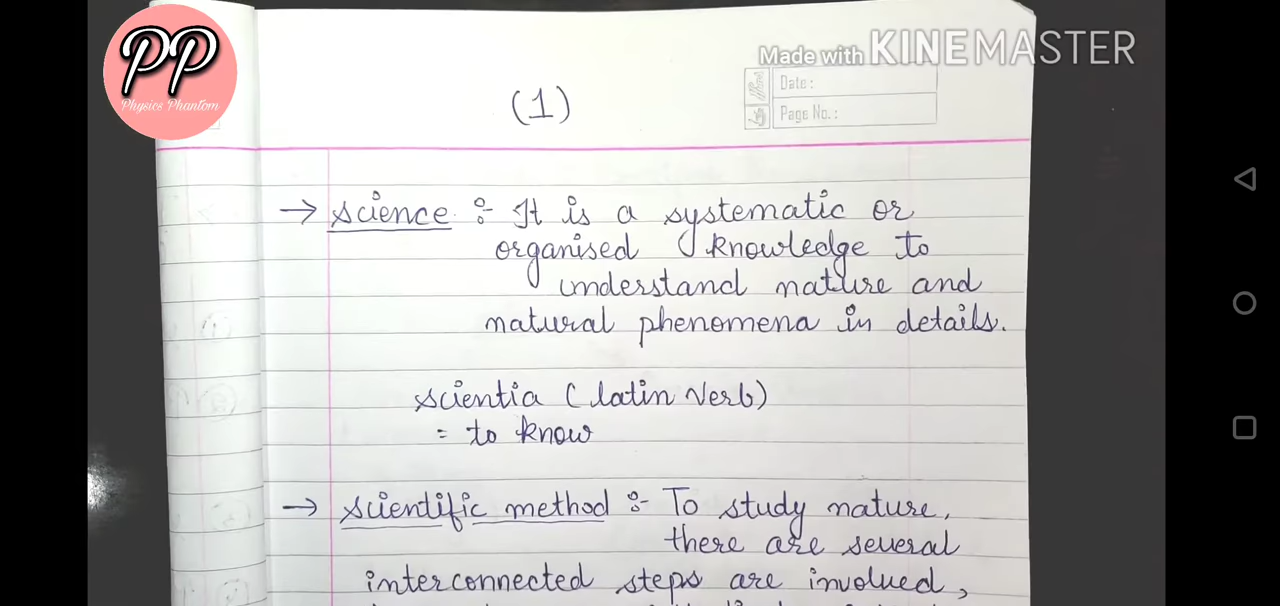 PP
Physics Phantom
Made with KINEMASTER
Date :
Page No. :
(1)
→ Science :- It is a systematic or
organised knowledge to
understand nature and
natural phenomena in details.
scientia (latin Verb)
= to know
→ scientific method :- To study nature,
there are several
interconnected steps are involved,